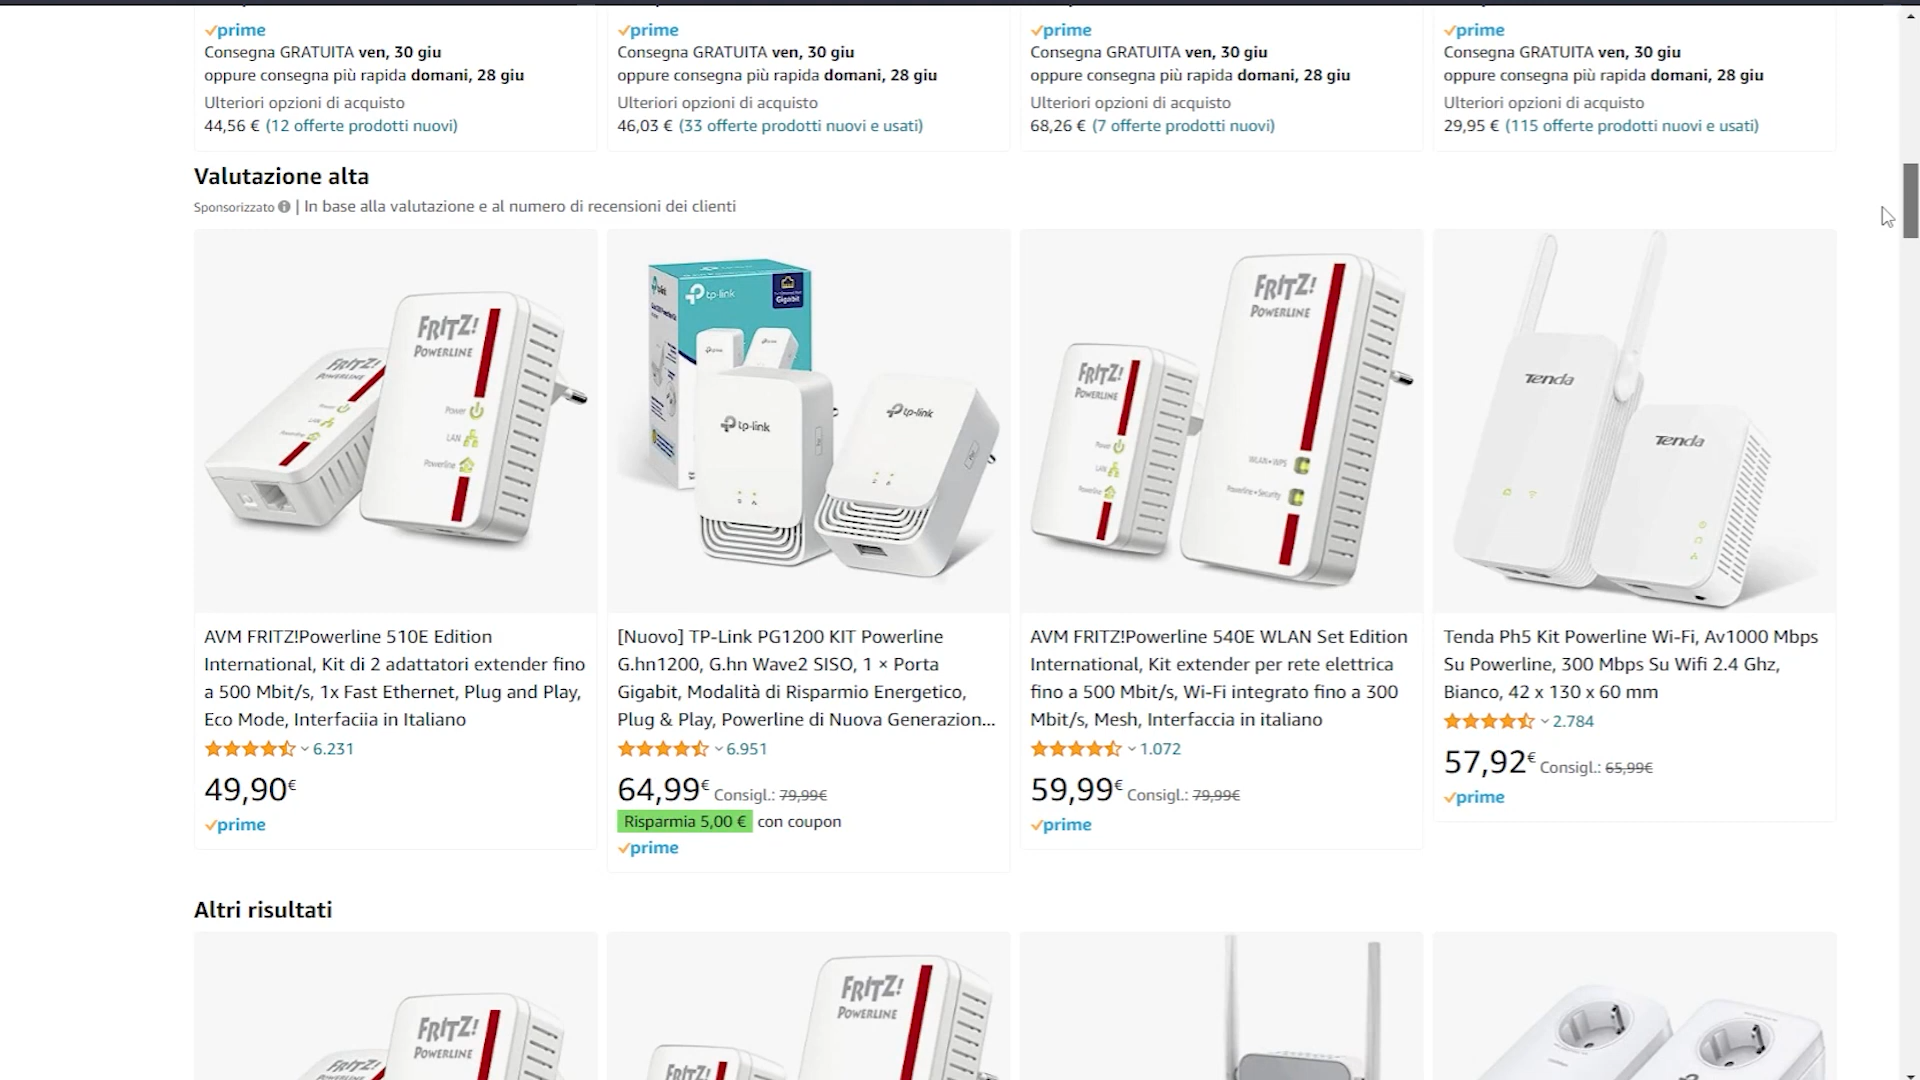 prime
Consegna GRATUITA ven, 30 giu
oppure consegna più rapida domani, 28 giu
Ulteriori opzioni di acquisto
44,56 € (12 offerte prodotti nuovi)
prime
Consegna GRATUITA ven, 30 giu
oppure consegna più rapida domani, 28 giu
Ulteriori opzioni di acquisto
46,03 € (33 offerte prodotti nuovi e usati)
prime
Consegna GRATUITA ven, 30 giu
oppure consegna più rapida domani, 28 giu
Ulteriori opzioni di acquisto
68,26 € (7 offerte prodotti nuovi)
prime
Consegna GRATUITA ven, 30 giu
oppure consegna più rapida domani, 28 giu
Ulteriori opzioni di acquisto
29,95 € (115 offerte prodotti nuovi e usati)
Valutazione alta
Sponsorizzato | In base alla valutazione e al numero di recensioni dei clienti
FRITZ!
POWERLINE
FRITZ!
POWERLINE
Power
LAN
Powerline
AVM FRITZ!Powerline 510E Edition
International, Kit di 2 adattatori extender fino
a 500 Mbit/s, 1x Fast Ethernet, Plug and Play,
Eco Mode, Interfaciia in Italiano
6.231
49,90€
prime
tp-link
Gigabit
tp-link
tp-link
[Nuovo] TP-Link PG1200 KIT Powerline
G.hn1200, G.hn Wave2 SISO, 1 × Porta
Gigabit, Modalità di Risparmio Energetico,
Plug & Play, Powerline di Nuova Generazion...
6.951
64,99€ Consigl.: 79,99€
Risparmia 5,00 € con coupon
prime
FRITZ!
POWERLINE
Power
LAN
Powerline
FRITZ!
POWERLINE
WLAN • WPS
Powerline • Security
AVM FRITZ!Powerline 540E WLAN Set Edition
International, Kit extender per rete elettrica
fino a 500 Mbit/s, Wi-Fi integrato fino a 300
Mbit/s, Mesh, Interfaccia in italiano
1.072
59,99€ Consigl.: 79,99€
prime
Tenda
Tenda
Tenda Ph5 Kit Powerline Wi-Fi, Av1000 Mbps
Su Powerline, 300 Mbps Su Wifi 2.4 Ghz,
Bianco, 42 x 130 x 60 mm
2.784
57,92€ Consigl.: 65,99€
prime
Altri risultati
FRITZ!
POWERLINE
FRITZ!
POWERLINE
FRITZ!
POWERLINE
FRITZ!